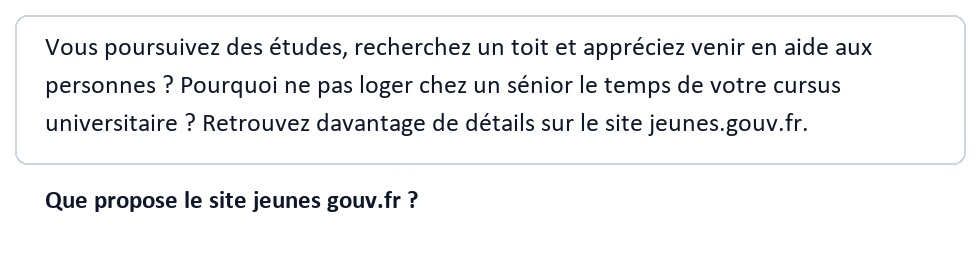 Vous poursuivez des études, recherchez un toit et appréciez venir en aide aux
personnes ? Pourquoi ne pas loger chez un sénior le temps de votre cursus
universitaire ? Retrouvez davantage de détails sur le site jeunes.gouv.fr.
Que propose le site jeunes gouv.fr ?